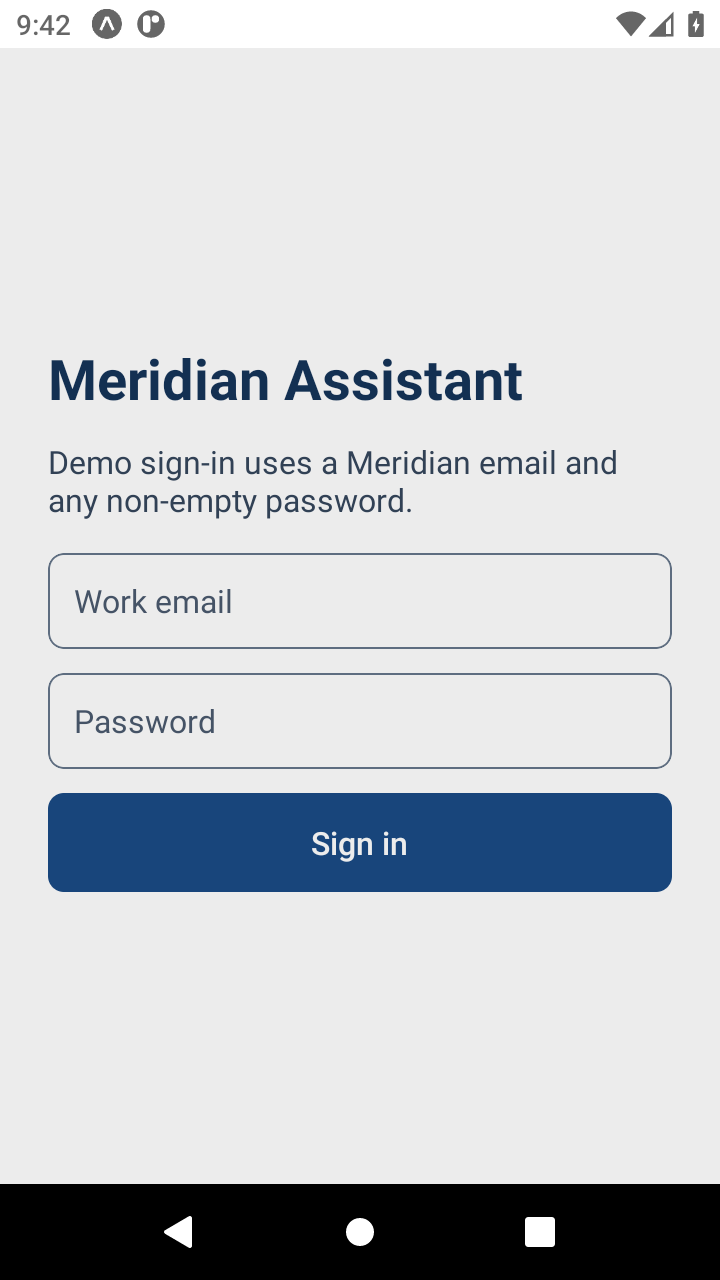 9:42
Meridian Assistant
Demo sign-in uses a Meridian email and
any non-empty password.
Work email
Password
Sign in